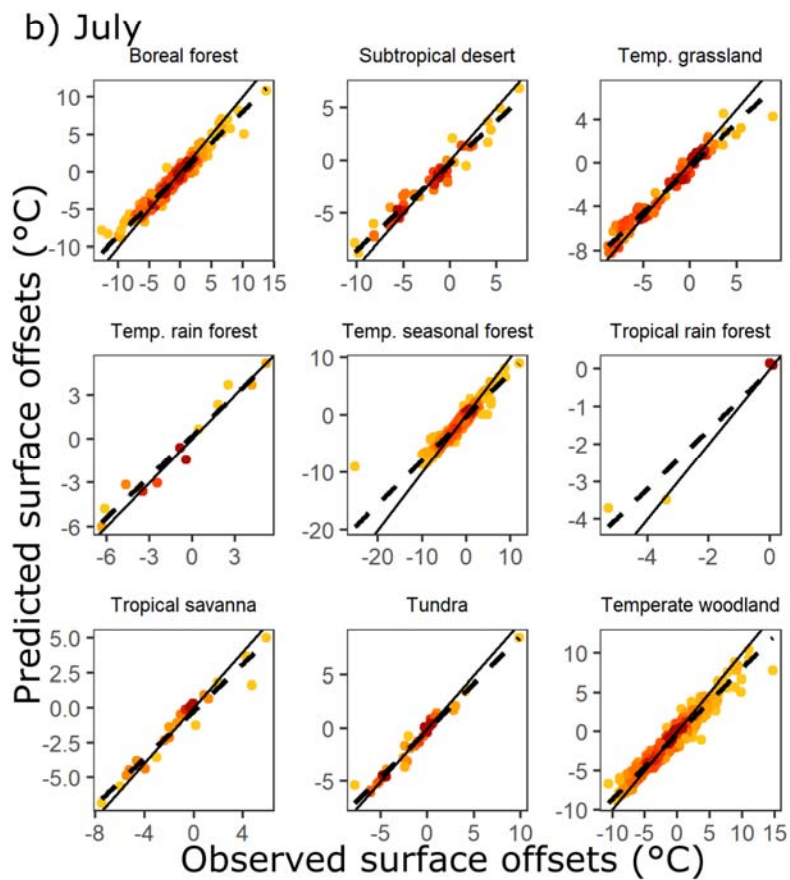 b) July
Predicted surface offsets (°C)
Boreal forest
10
5
0
-5
-10
-10 -5 0 5 10 15
Subtropical desert
5
0
-5
-10 -5 0 5
Temp. grassland
4
0
-4
-8
-5 0 5
Temp. rain forest
3
0
-3
-6
-6 -3 0 3
Temp. seasonal forest
10
0
-10
-20
-20 -10 0 10
Tropical rain forest
0
-1
-2
-3
-4
-4 -2 0
Tropical savanna
5.0
2.5
0.0
-2.5
-5.0
-8 -4 0 4
Tundra
5
0
-5
-5 0 5 10
Temperate woodland
10
5
0
-5
-10
-10 -5 0 5 10 15
Observed surface offsets (°C)